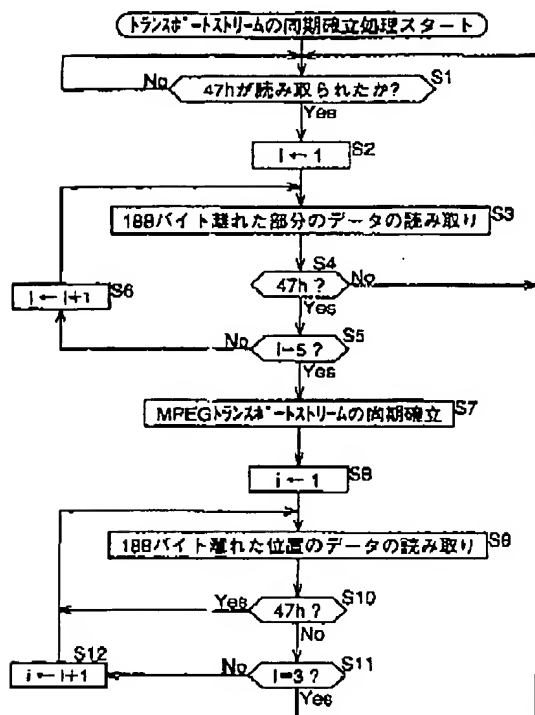 トランスポートストリームの同期確立処理スタート
No
47hが読み取られたか?
S1
Yes
I ← 1
S2
188バイト離れた部分のデータの読み取り
S3
S4
47h ?
No
I ← I+1
S6
Yes
No
I=5 ?
S5
Yes
MPEGトランスポートストリームの同期確立
S7
i ← 1
S8
188バイト離れた位置のデータの読み取り
S9
Yes
47h ?
S10
No
S12
i ← I+1
No
I=3 ?
S11
Yes